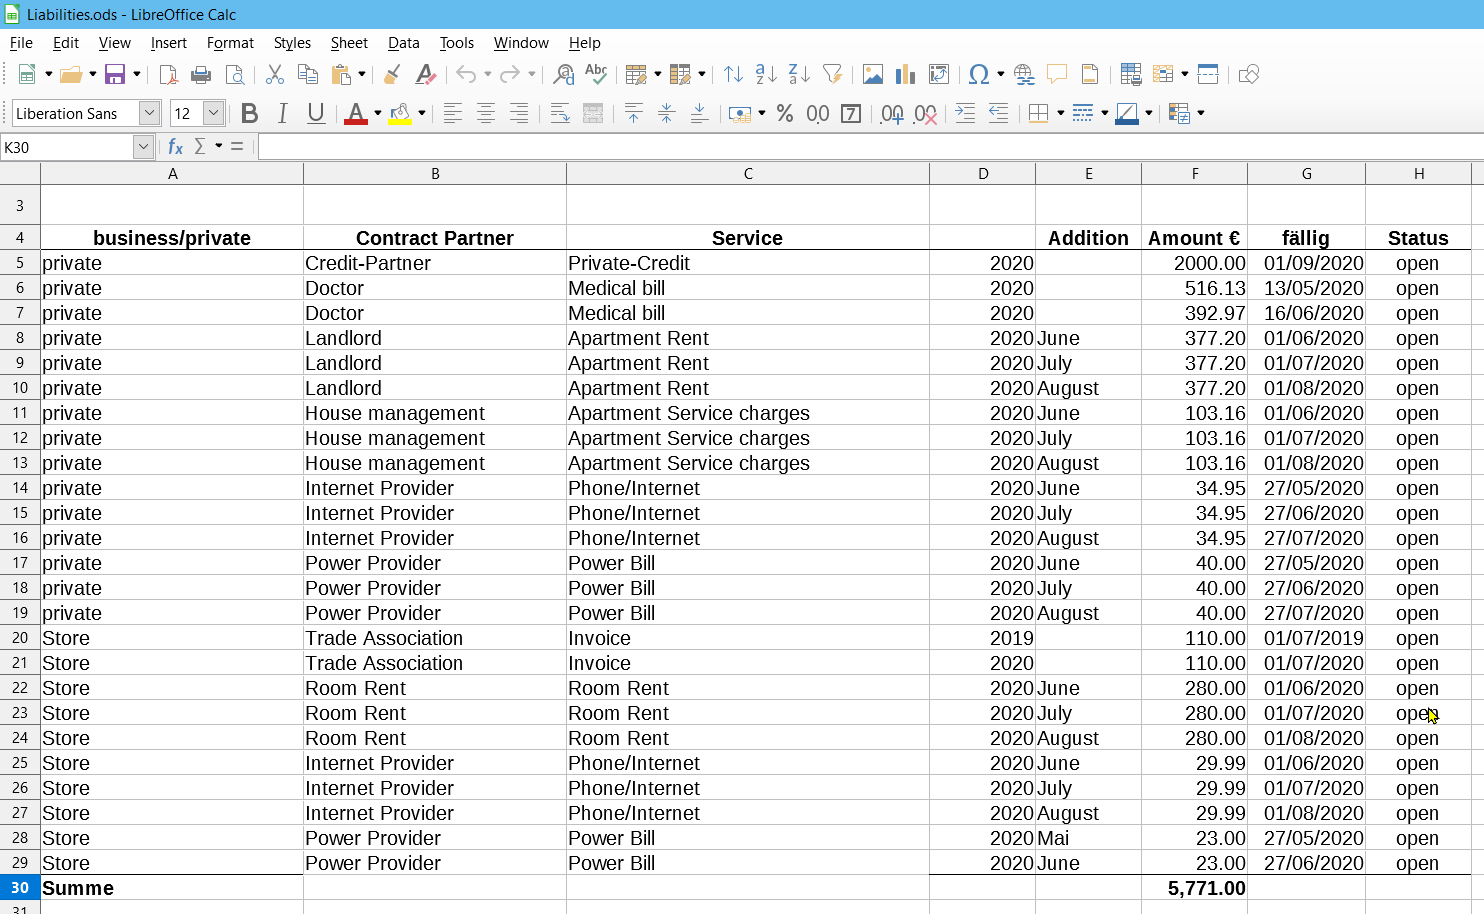 Liabilities.ods - LibreOffice Calc
File Edit View Insert Format Styles Sheet Data Tools Window Help
Liberation Sans 12
K30
A B C D E F G H
3
4 business/private Contract Partner Service Addition Amount € fällig Status
5 private Credit-Partner Private-Credit 2020 2000.00 01/09/2020 open
6 private Doctor Medical bill 2020 516.13 13/05/2020 open
7 private Doctor Medical bill 2020 392.97 16/06/2020 open
8 private Landlord Apartment Rent 2020 June 377.20 01/06/2020 open
9 private Landlord Apartment Rent 2020 July 377.20 01/07/2020 open
10 private Landlord Apartment Rent 2020 August 377.20 01/08/2020 open
11 private House management Apartment Service charges 2020 June 103.16 01/06/2020 open
12 private House management Apartment Service charges 2020 July 103.16 01/07/2020 open
13 private House management Apartment Service charges 2020 August 103.16 01/08/2020 open
14 private Internet Provider Phone/Internet 2020 June 34.95 27/05/2020 open
15 private Internet Provider Phone/Internet 2020 July 34.95 27/06/2020 open
16 private Internet Provider Phone/Internet 2020 August 34.95 27/07/2020 open
17 private Power Provider Power Bill 2020 June 40.00 27/05/2020 open
18 private Power Provider Power Bill 2020 July 40.00 27/06/2020 open
19 private Power Provider Power Bill 2020 August 40.00 27/07/2020 open
20 Store Trade Association Invoice 2019 110.00 01/07/2019 open
21 Store Trade Association Invoice 2020 110.00 01/07/2020 open
22 Store Room Rent Room Rent 2020 June 280.00 01/06/2020 open
23 Store Room Rent Room Rent 2020 July 280.00 01/07/2020 open
24 Store Room Rent Room Rent 2020 August 280.00 01/08/2020 open
25 Store Internet Provider Phone/Internet 2020 June 29.99 01/06/2020 open
26 Store Internet Provider Phone/Internet 2020 July 29.99 01/07/2020 open
27 Store Internet Provider Phone/Internet 2020 August 29.99 01/08/2020 open
28 Store Power Provider Power Bill 2020 Mai 23.00 27/05/2020 open
29 Store Power Provider Power Bill 2020 June 23.00 27/06/2020 open
30 Summe 5,771.00
31